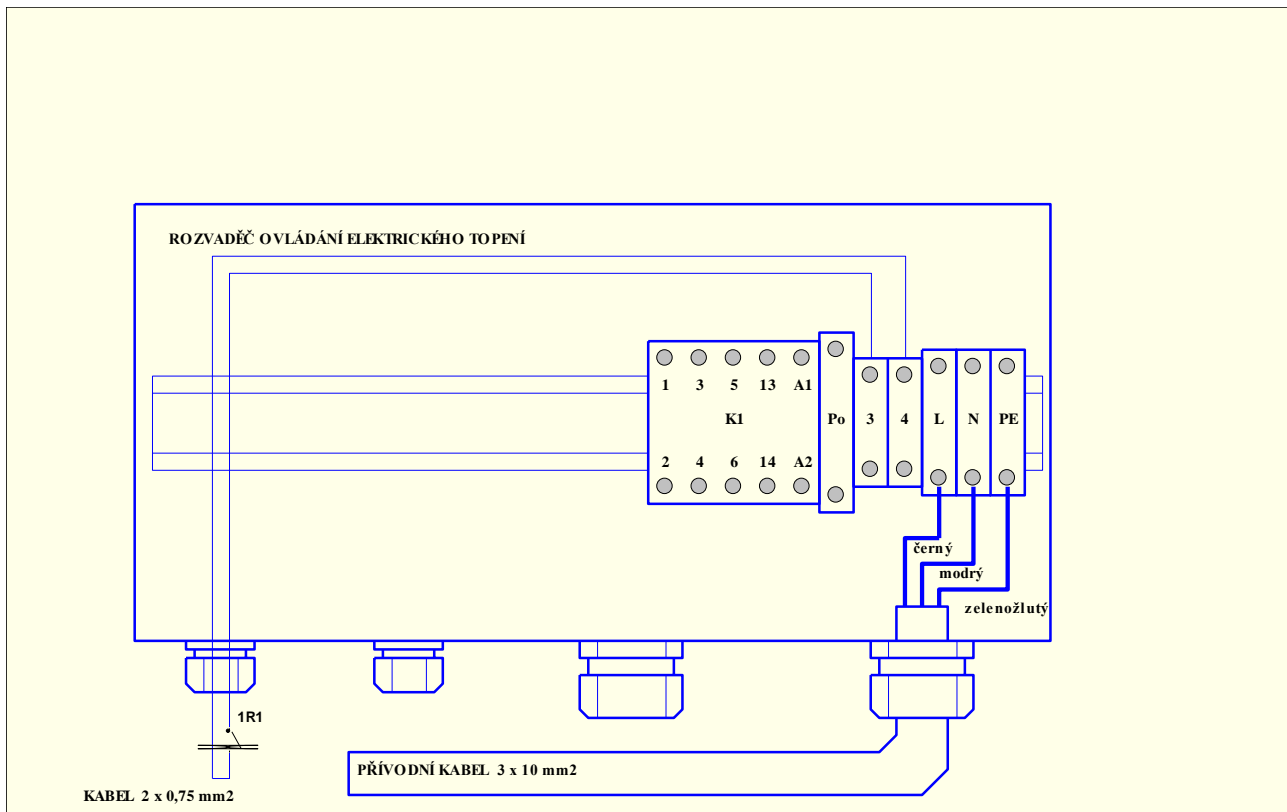 ROZVADĚČ OVLÁDÁNÍ ELEKTRICKÉHO TOPENÍ
1 3 5 13 A1
K1 Po 3 4 L N PE
2 4 6 14 A2
černý
modrý
zelenožlutý
1R1
PŘÍVODNÍ KABEL 3 x 10 mm2
KABEL 2 x 0,75 mm2